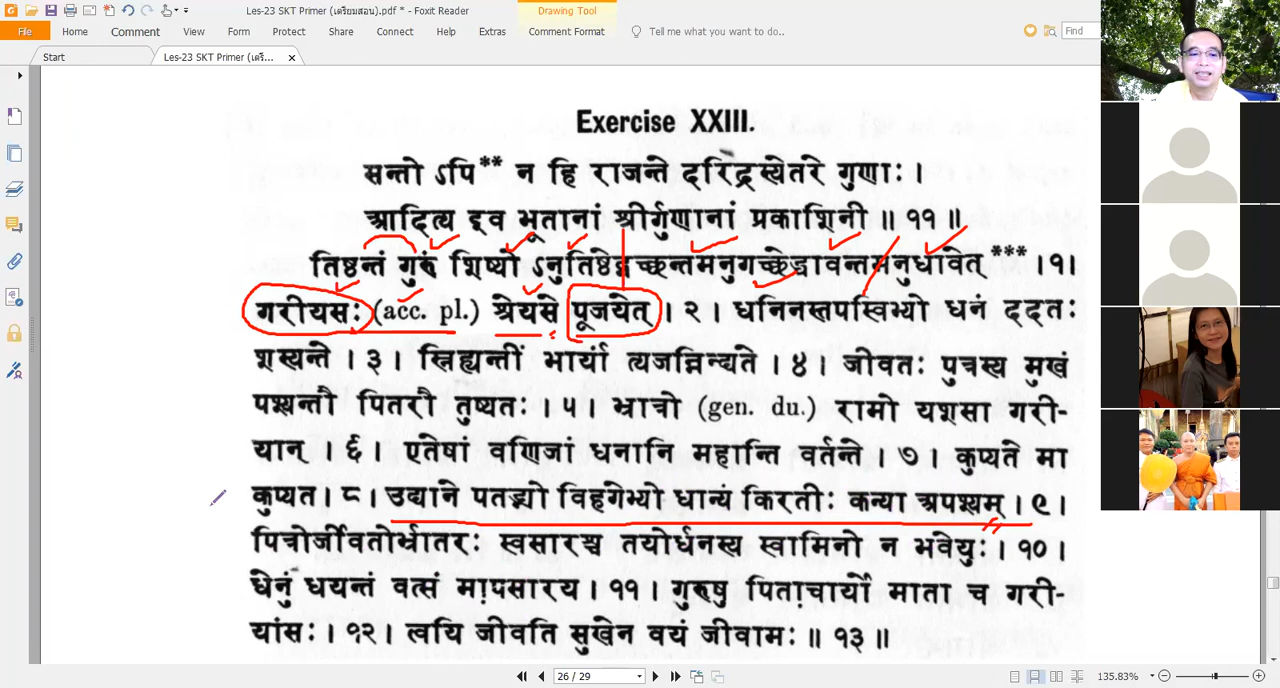 Les-23 SKT Primer (เตรียมสอน).pdf * - Foxit Reader
Drawing Tool
File Home Comment View Form Protect Share Connect Help Extras Comment Format Tell me what you want to do.. Find
Start Les-23 SKT Primer (เตรี...
Exercise XXIII.
सन्तो ऽपि** न हि राजन्ते दरिद्रस्येतरे गुणाः ।
आदित्य इव भूतानां श्रीर्गुणानां प्रकाशिनी ॥ ११ ॥
तिष्ठन्तं गुरुं शिष्यो ऽनुतिष्ठेद्गच्छन्तमनुगच्छेद्धावन्तमनुधावेत्*** ।१।
गरीयसः (acc. pl.) श्रेयसे पूजयेत् । २ । धनिनस्तपस्विभ्यो धनं ददतः
शस्यन्ते । ३ । स्निह्यन्तीं भार्यां त्यजन्निन्द्यते । ४ । जीवतः पुत्रस्य मुखं
पश्यन्तौ पितरौ तुष्यतः । ५ । भ्रात्रो (gen. du.) रामो यशसा गरी-
यान् ६ । एतेषां वणिजां धनानि महान्ति वर्तन्ते । ७ । कुप्यते मा
कुप्यत । ८ । उद्याने पतद्भ्यो विहगेभ्यो धान्यं किरतीः कन्या अपश्यम् । ९ ।
पित्रोर्जीवतोर्भ्रातरः स्वसारश्च तयोर्धनस्य स्वामिनो न भवेयुः । १० ।
धेनुं धयन्तं वत्सं मापसारय । ११ । गुरुषु पिताचार्यो माता च गरी-
यांसः । १२ । त्वयि जीवति सुखेन वयं जीवामः ॥ १३ ॥
26 / 29 135.83%